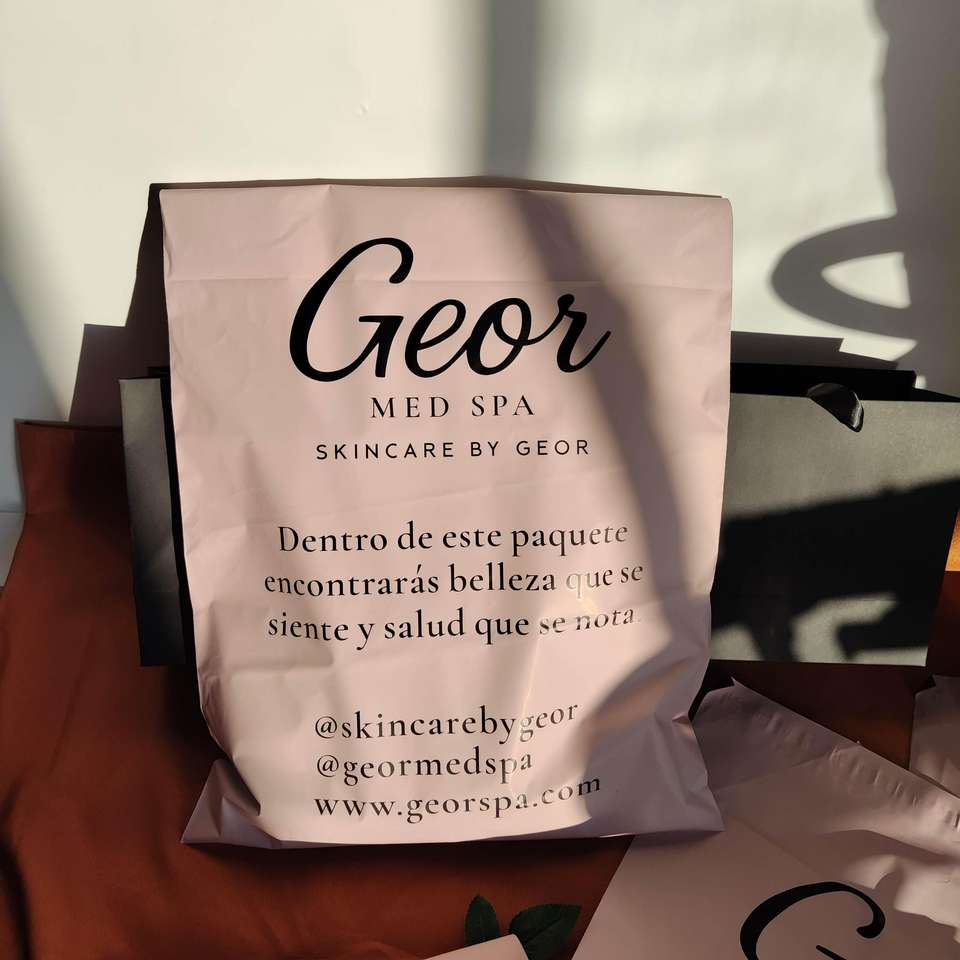 Geor
MED SPA
SKINCARE BY GEOR
Dentro de este paquete
encontrarás belleza que se
siente y salud que se nota.
@skincarebygeor
@geormedspa
www.georspa.com
G